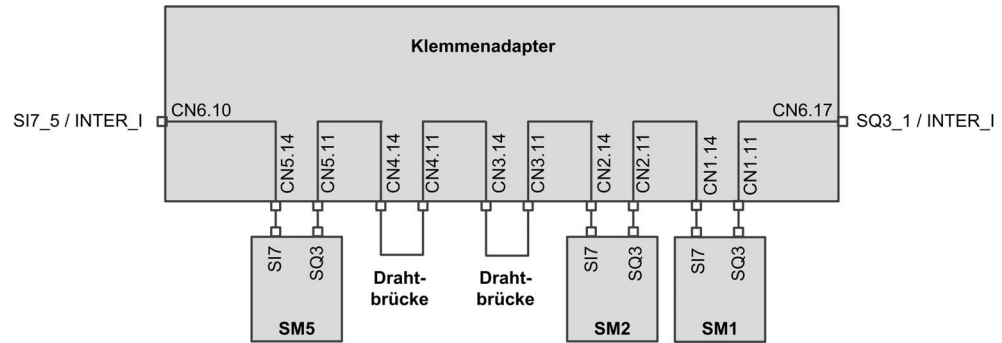 Klemmenadapter
SI7_5 / INTER_I
CN6.10
CN6.17
SQ3_1 / INTER_I
CN5.14
CN5.11
CN4.14
CN4.11
CN3.14
CN3.11
CN2.14
CN2.11
CN1.14
CN1.11
SI7
SQ3
SM5
Draht-
brücke
Draht-
brücke
SI7
SQ3
SM2
SI7
SQ3
SM1